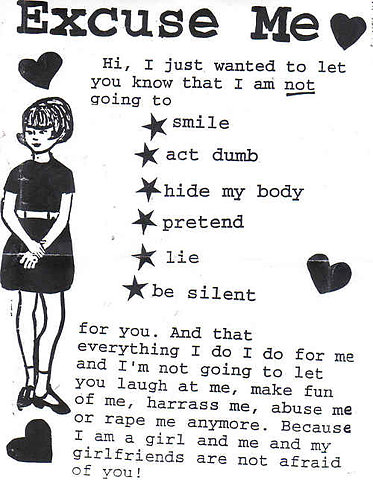 Excuse Me
Hi, I just wanted to let
you know that I am not
going to
smile
act dumb
hide my body
pretend
lie
be silent
for you. And that
everything I do I do for me
and I'm not going to let
you laugh at me, make fun
of me, harrass me, abuse me
or rape me anymore. Because
I am a girl and me and my
girlfriends are not afraid
of you!